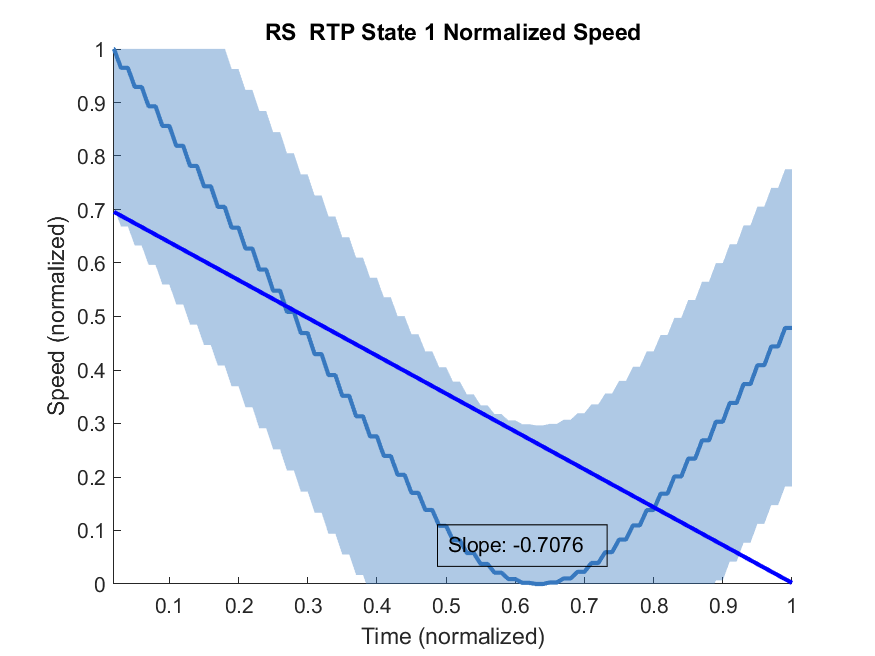 RS  RTP State 1 Normalized Speed
1
0.9
0.8
0.7
0.6
0.5
0.4
0.3
0.2
0.1
0
Speed (normalized)
Slope: -0.7076
0.1 0.2 0.3 0.4 0.5 0.6 0.7 0.8 0.9 1
Time (normalized)